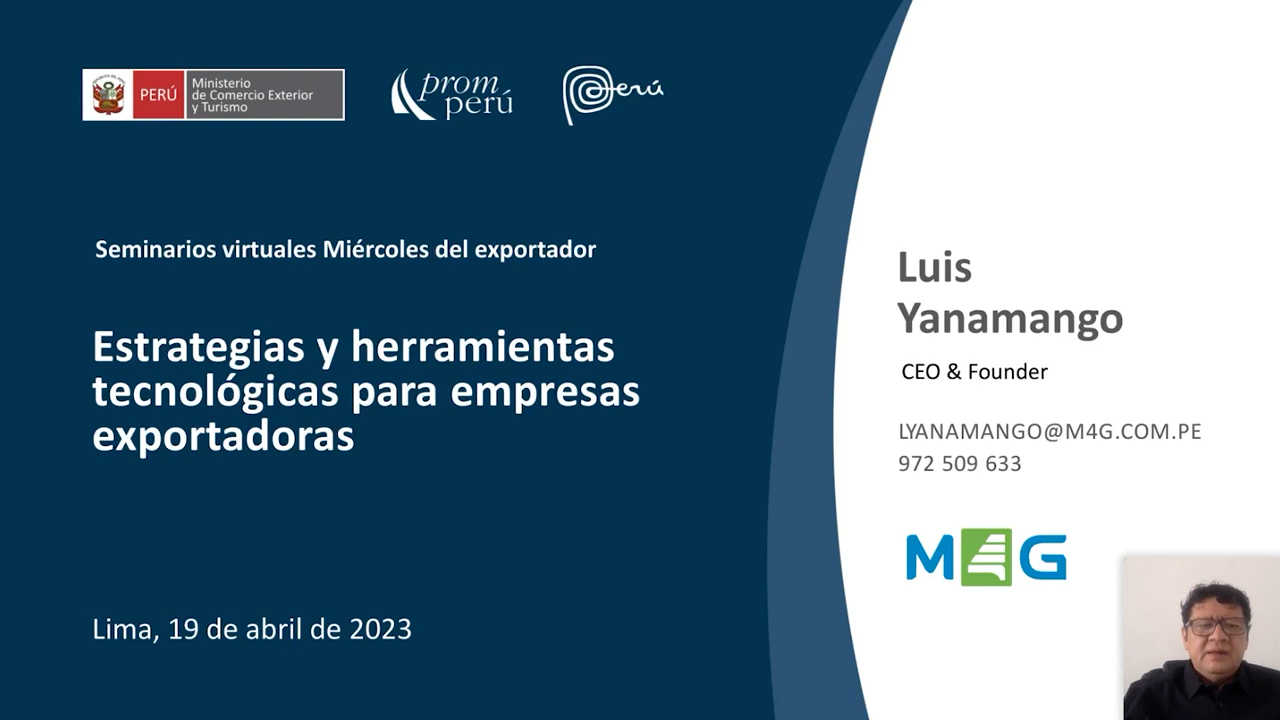 PERÚ
Ministerio
de Comercio Exterior
y Turismo
prom
perú
Perú
Seminarios virtuales Miércoles del exportador
Estrategias y herramientas
tecnológicas para empresas
exportadoras
Lima, 19 de abril de 2023
Luis
Yanamango
CEO & Founder
LYANAMANGO@M4G.COM.PE
972 509 633
M4G